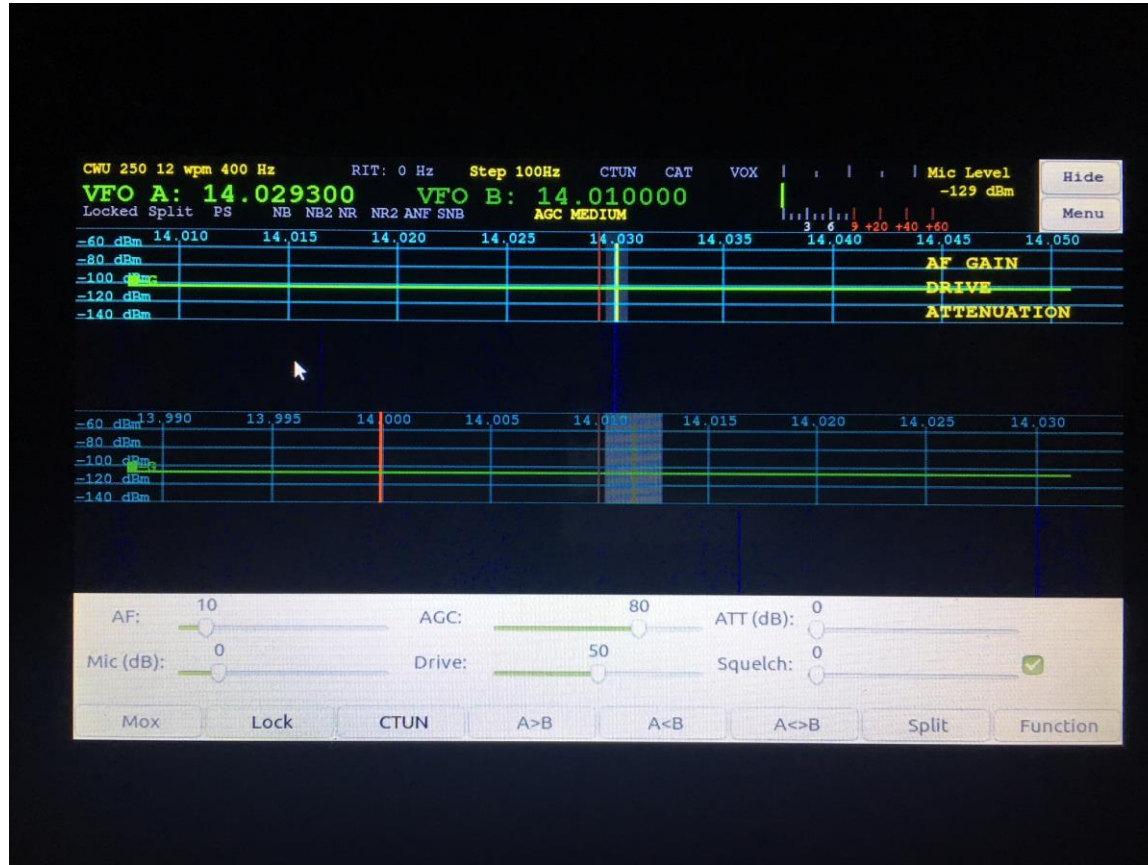 CWU 250 12 wpm 400 Hz RIT: 0 Hz Step 100Hz CTUN CAT VOX Mic Level Hide
VFO A: 14.029300 VFO B: 14.010000 -129 dBm
Locked Split PS NB NB2 NR NR2 ANF SNB AGC MEDIUM Menu
3 6 9 +20 +40 +60
-60 dBm 14.010 14.015 14.020 14.025 14.030 14.035 14.040 14.045 14.050
-80 dBm AF GAIN
-100 DRIVE
-120 dBm
-140 dBm ATTENUATION
-60 dBm 13.990 13.995 14.000 14.005 14.010 14.015 14.020 14.025 14.030
-80 dBm
-100
-120 dBm
-140 dBm
AF: 10 AGC: 80 ATT (dB): 0
Mic (dB): 0 Drive: 50 Squelch: 0
Mox Lock CTUN A>B A<B A<>B Split Function